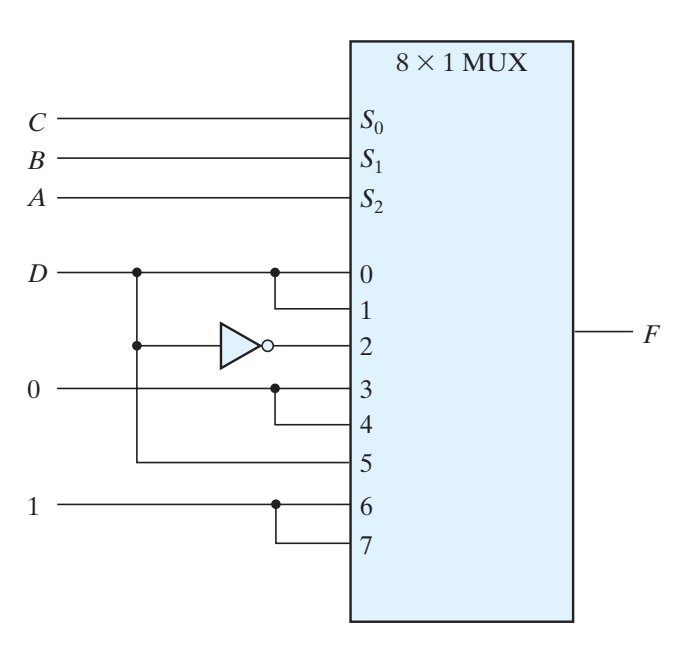 8 × 1 MUX
C S₀
B S₁
A S₂
D 0
1
2
F
0 3
4
5
1 6
7